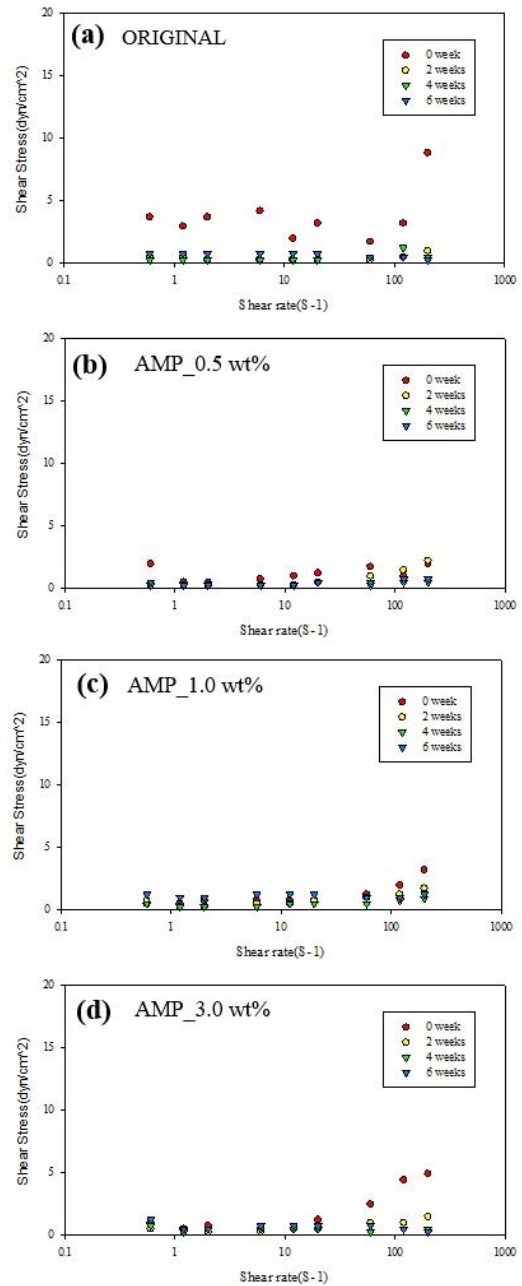 (a) ORIGINAL
20
15
10
5
0
Shear Stress(dyn/cm^2)
0 week
2 weeks
4 weeks
6 weeks
0.1 1 10 100 1000
Shear rate(S-1)
(b) AMP_0.5 wt%
20
15
10
5
0
Shear Stress(dyn/cm^2)
0 week
2 weeks
4 weeks
6 weeks
0.1 1 10 100 1000
Shear rate(S-1)
(c) AMP_1.0 wt%
20
15
10
5
0
Shear Stress(dyn/cm^2)
0 week
2 weeks
4 weeks
6 weeks
0.1 1 10 100 1000
Shear rate(S-1)
(d) AMP_3.0 wt%
20
15
10
5
0
Shear Stress(dyn/cm^2)
0 week
2 weeks
4 weeks
6 weeks
0.1 1 10 100 1000
Shear rate(S-1)